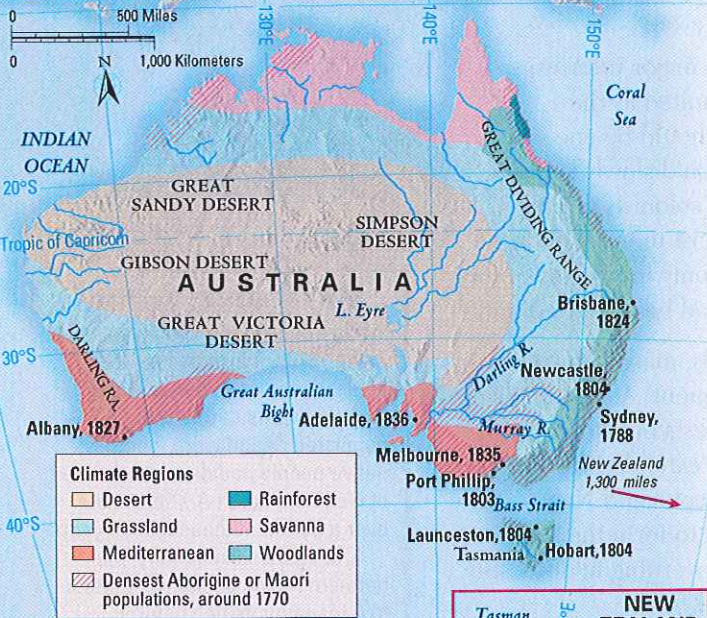 0 500 Miles
0 1,000 Kilometers
N
130°E
140°E
150°E
Coral
Sea
INDIAN
OCEAN
20°S
GREAT
SANDY DESERT
SIMPSON
DESERT
GREAT DIVIDING RANGE
Tropic of Capricorn
GIBSON DESERT
AUSTRALIA
L. Eyre
Brisbane,
1824
GREAT VICTORIA
DESERT
30°S
DARLING RA.
Darling R.
Newcastle,
1804
Great Australian
Bight
Adelaide, 1836
Murray R.
Sydney,
1788
Albany, 1827
Melbourne, 1835
Port Phillip,
1803
New Zealand
1,300 miles
Bass Strait
40°S
Launceston, 1804
Tasmania
Hobart, 1804
Climate Regions
Desert
Rainforest
Grassland
Savanna
Mediterranean
Woodlands
Densest Aborigine or Maori
populations, around 1770
Tasman
°E
NEW